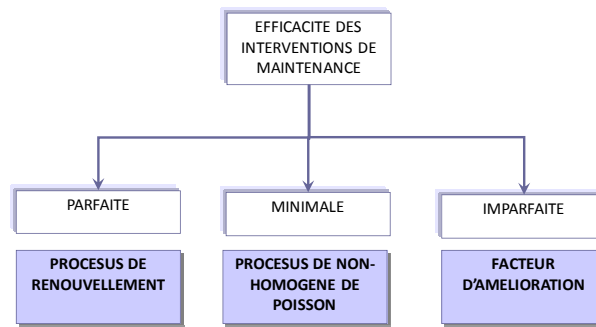 EFFICACITE DES
INTERVENTIONS DE
MAINTENANCE
PARFAITE
MINIMALE
IMPARFAITE
PROCESUS DE
RENOUVELLEMENT
PROCESUS DE NON-
HOMOGENE DE
POISSON
FACTEUR
D’AMELIORATION